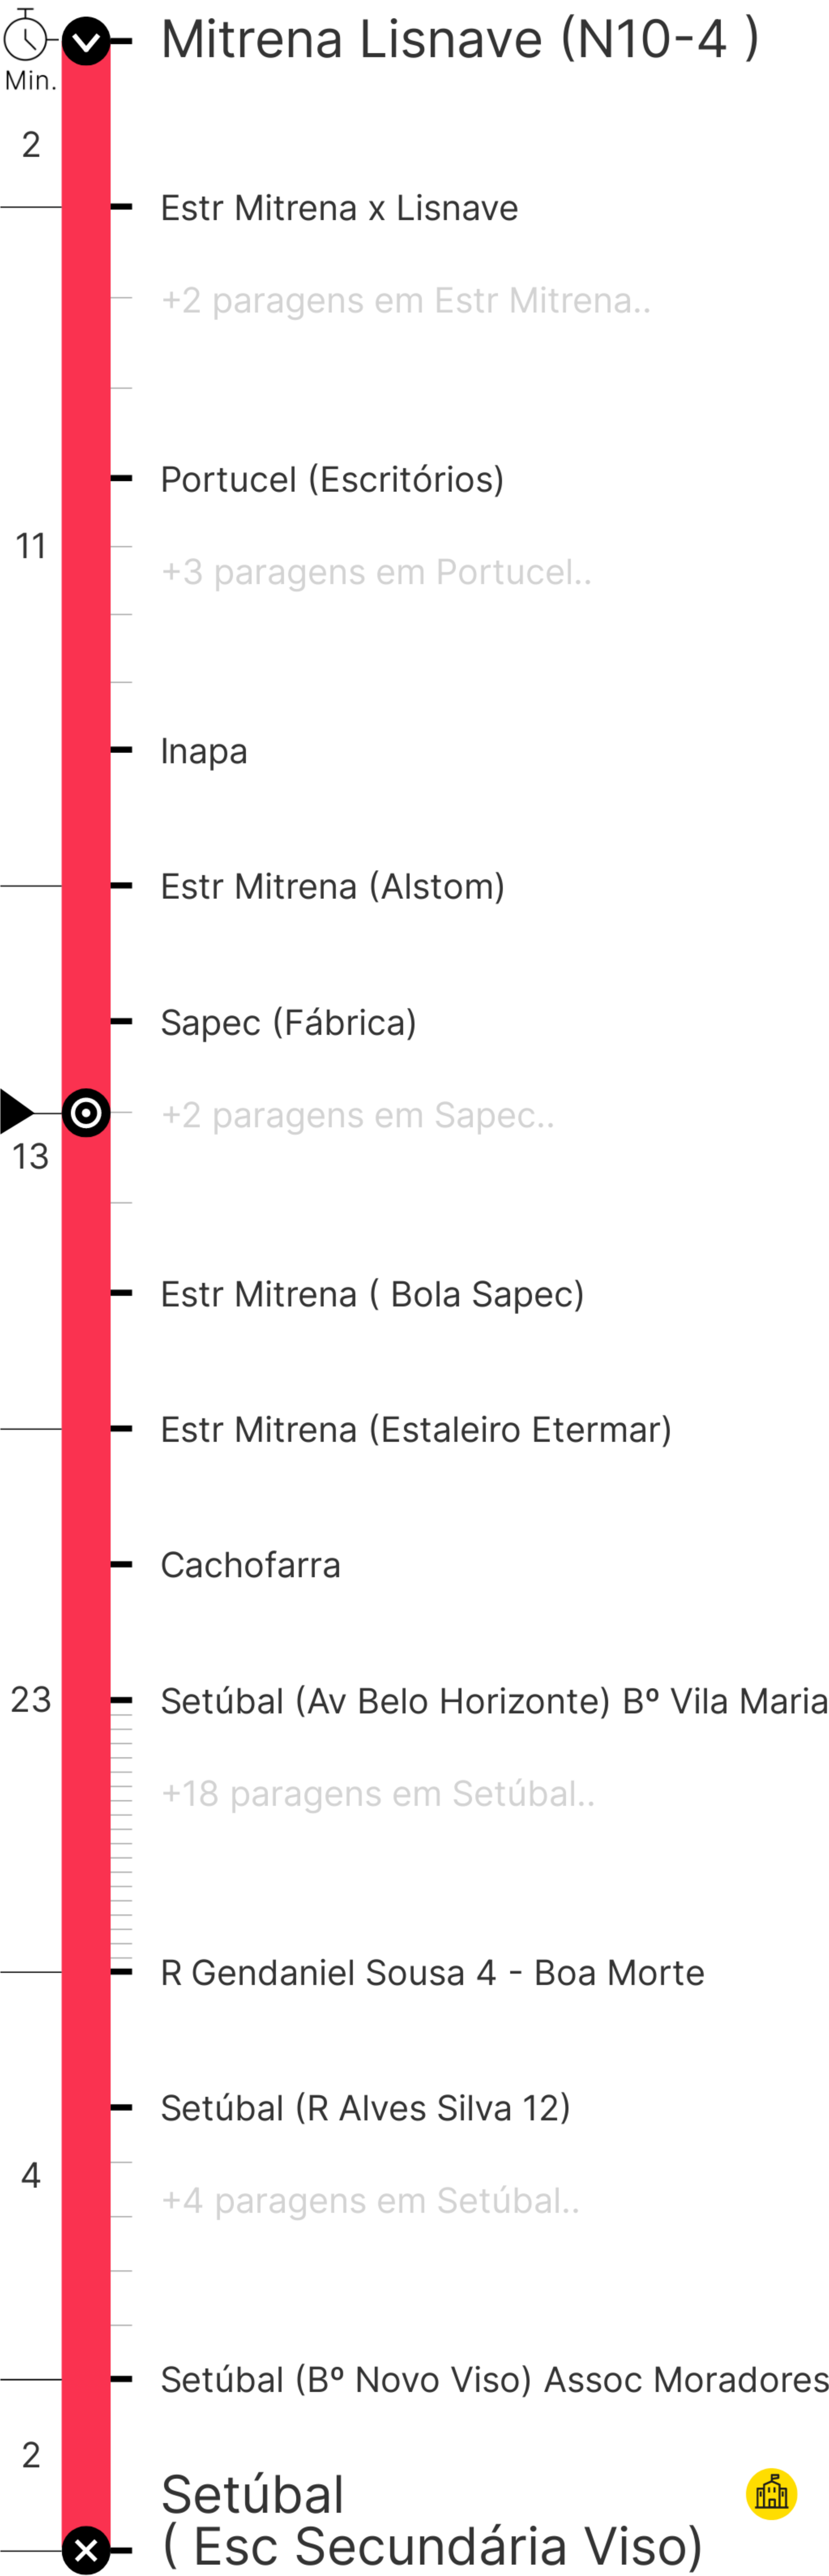 Mitrena Lisnave (N10-4 )
Min.
2
Estr Mitrena x Lisnave
+2 paragens em Estr Mitrena..
Portucel (Escritórios)
11
+3 paragens em Portucel..
Inapa
Estr Mitrena (Alstom)
Sapec (Fábrica)
+2 paragens em Sapec..
13
Estr Mitrena ( Bola Sapec)
Estr Mitrena (Estaleiro Etermar)
Cachofarra
23
Setúbal (Av Belo Horizonte) Bº Vila Maria
+18 paragens em Setúbal..
R Gendaniel Sousa 4 - Boa Morte
Setúbal (R Alves Silva 12)
4
+4 paragens em Setúbal..
Setúbal (Bº Novo Viso) Assoc Moradores
2
Setúbal
( Esc Secundária Viso)